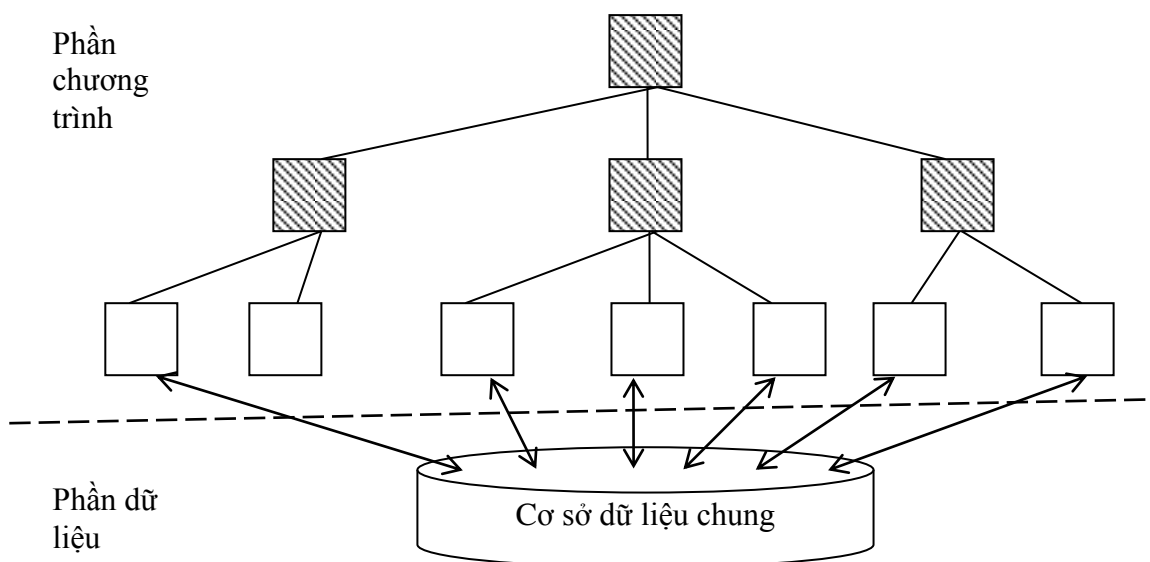 Phần
chương
trình
Cơ sở dữ liệu chung
Phần dữ
liệu